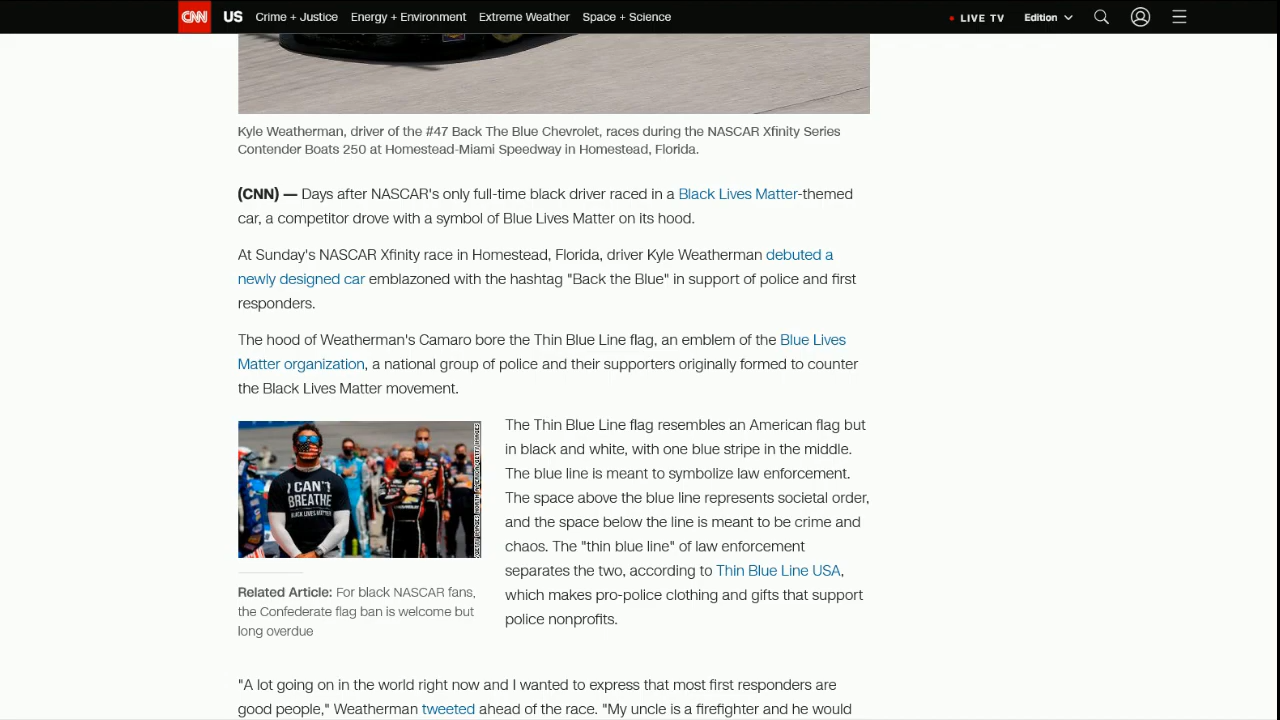 CNN US Crime + Justice Energy + Environment Extreme Weather Space + Science LIVE TV Edition
Kyle Weatherman, driver of the #47 Back The Blue Chevrolet, races during the NASCAR Xfinity Series
Contender Boats 250 at Homestead-Miami Speedway in Homestead, Florida.
(CNN) — Days after NASCAR's only full-time black driver raced in a Black Lives Matter-themed
car, a competitor drove with a symbol of Blue Lives Matter on its hood.
At Sunday's NASCAR Xfinity race in Homestead, Florida, driver Kyle Weatherman debuted a
newly designed car emblazoned with the hashtag "Back the Blue" in support of police and first
responders.
The hood of Weatherman's Camaro bore the Thin Blue Line flag, an emblem of the Blue Lives
Matter organization, a national group of police and their supporters originally formed to counter
the Black Lives Matter movement.
I CAN'T
BREATHE
BLACK LIVES MATTER
Related Article: For black NASCAR fans,
the Confederate flag ban is welcome but
long overdue
The Thin Blue Line flag resembles an American flag but
in black and white, with one blue stripe in the middle.
The blue line is meant to symbolize law enforcement.
The space above the blue line represents societal order,
and the space below the line is meant to be crime and
chaos. The "thin blue line" of law enforcement
separates the two, according to Thin Blue Line USA,
which makes pro-police clothing and gifts that support
police nonprofits.
"A lot going on in the world right now and I wanted to express that most first responders are
good people," Weatherman tweeted ahead of the race. "My uncle is a firefighter and he would